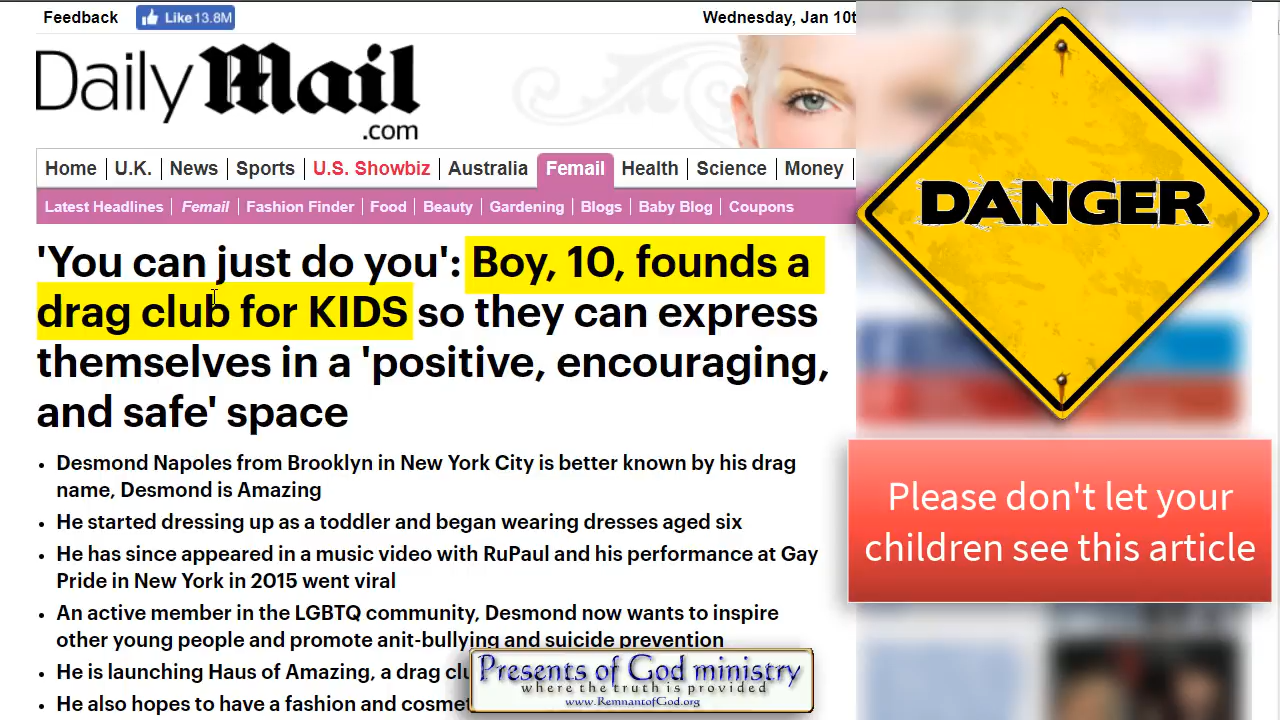 Feedback
Like 13.8M
Wednesday, Jan 10t
Daily Mail
.com
Home U.K. News Sports U.S. Showbiz Australia Femail Health Science Money
Latest Headlines Femail Fashion Finder Food Beauty Gardening Blogs Baby Blog Coupons
'You can just do you': Boy, 10, founds a
drag club for KIDS so they can express
themselves in a 'positive, encouraging,
and safe' space
• Desmond Napoles from Brooklyn in New York City is better known by his drag
name, Desmond is Amazing
• He started dressing up as a toddler and began wearing dresses aged six
• He has since appeared in a music video with RuPaul and his performance at Gay
Pride in New York in 2015 went viral
• An active member in the LGBTQ community, Desmond now wants to inspire
other young people and promote anit-bullying and suicide prevention
• He is launching Haus of Amazing, a drag clu
• He also hopes to have a fashion and cosmet
DANGER
Please don't let your
children see this article
Presents of God ministry
where the truth is provided
www.RemnantofGod.org